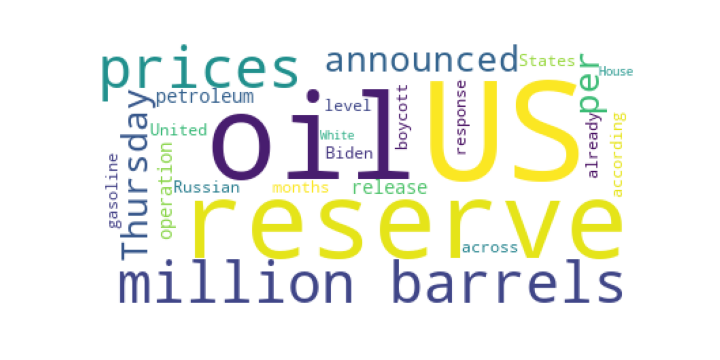 prices
announced
States
House
per
petroleum
Thursday
oil
US
level
boycott
response
already
according
United
White
Biden
gasoline
operation
Russian
months
release
reserve
across
million barrels